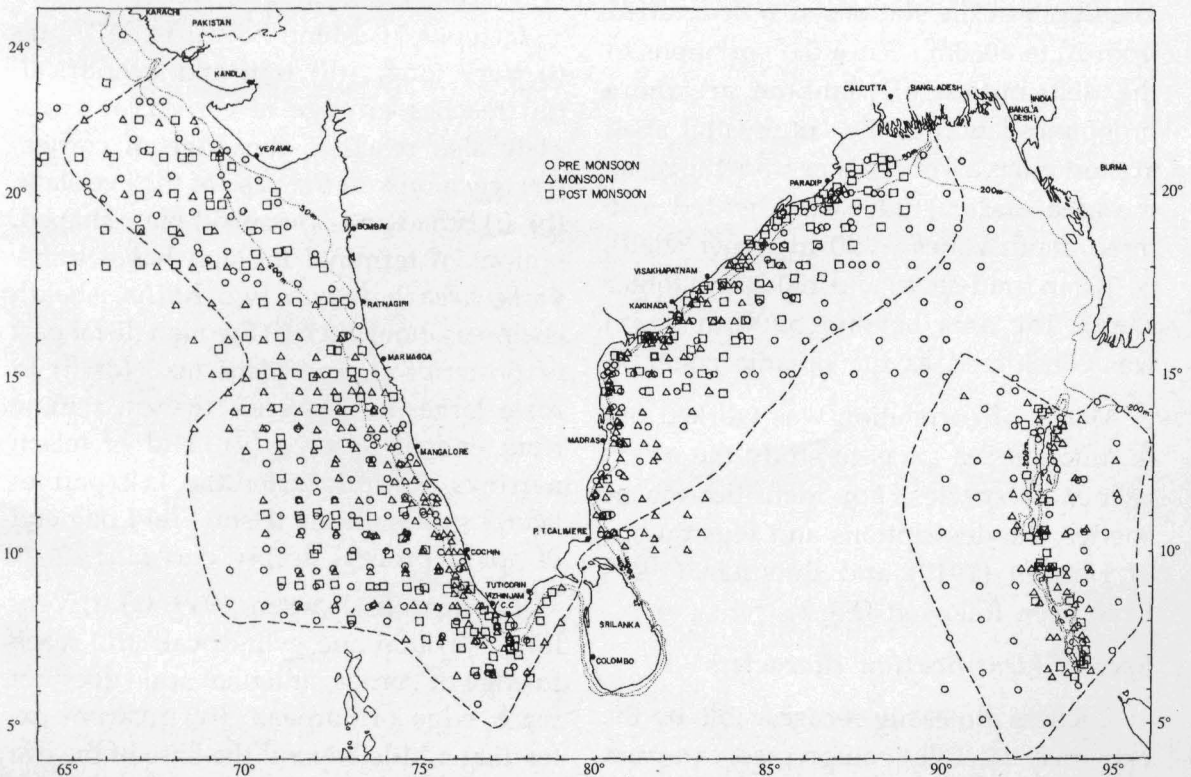 KARACHI
PAKISTAN
24°
KANDLA
CALCUTTA
BANGLADESH
INDIA
BANGLA
DESH
VERAVAL
○ PRE MONSOON
△ MONSOON
□ POST MONSOON
BURMA
20°
PARADIP
200m
20°
BOMBAY
VISAKHAPATNAM
RATNAGIRI
KAKINADA
MARMAGOA
15°
15°
200m
MADRAS
MANGALORE
P.T. CALIMERE
10°
COCHIN
10°
TUTICORIN
VIZHINJAM
C.C
SRILANKA
COLOMBO
5°
5°
65°
70°
75°
80°
85°
90°
95°